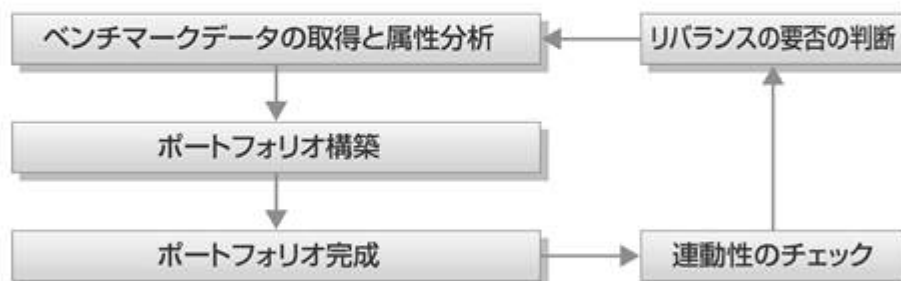 ベンチマークデータの取得と属性分析
リバランスの要否の判断
ポートフォリオ構築
ポートフォリオ完成
連動性のチェック